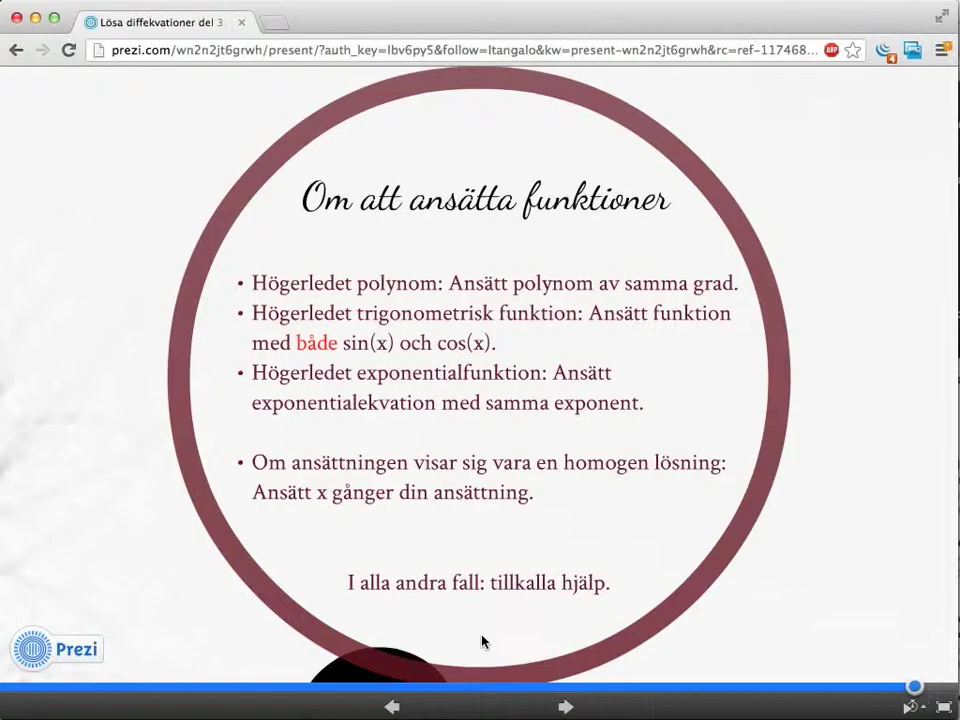 Lösa diffekvationer del 3
prezi.com/wn2n2jt6grwh/present/?auth_key=lbv6py5&follow=ltangalo&kw=present-wn2n2jt6grwh&rc=ref-117468...
ABP
4
Om att ansätta funktioner
• Högerledet polynom: Ansätt polynom av samma grad.
• Högerledet trigonometrisk funktion: Ansätt funktion
med både sin(x) och cos(x).
• Högerledet exponentialfunktion: Ansätt
exponentialekvation med samma exponent.
• Om ansättningen visar sig vara en homogen lösning:
Ansätt x gånger din ansättning.
I alla andra fall: tillkalla hjälp.
Prezi